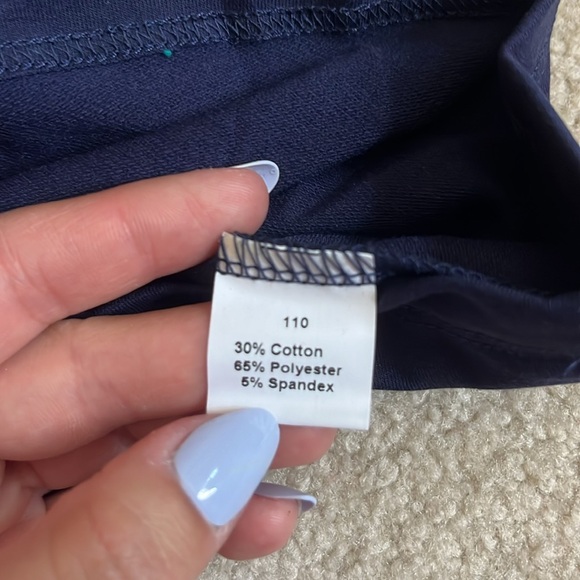 110
30% Cotton
65% Polyester
5% Spandex